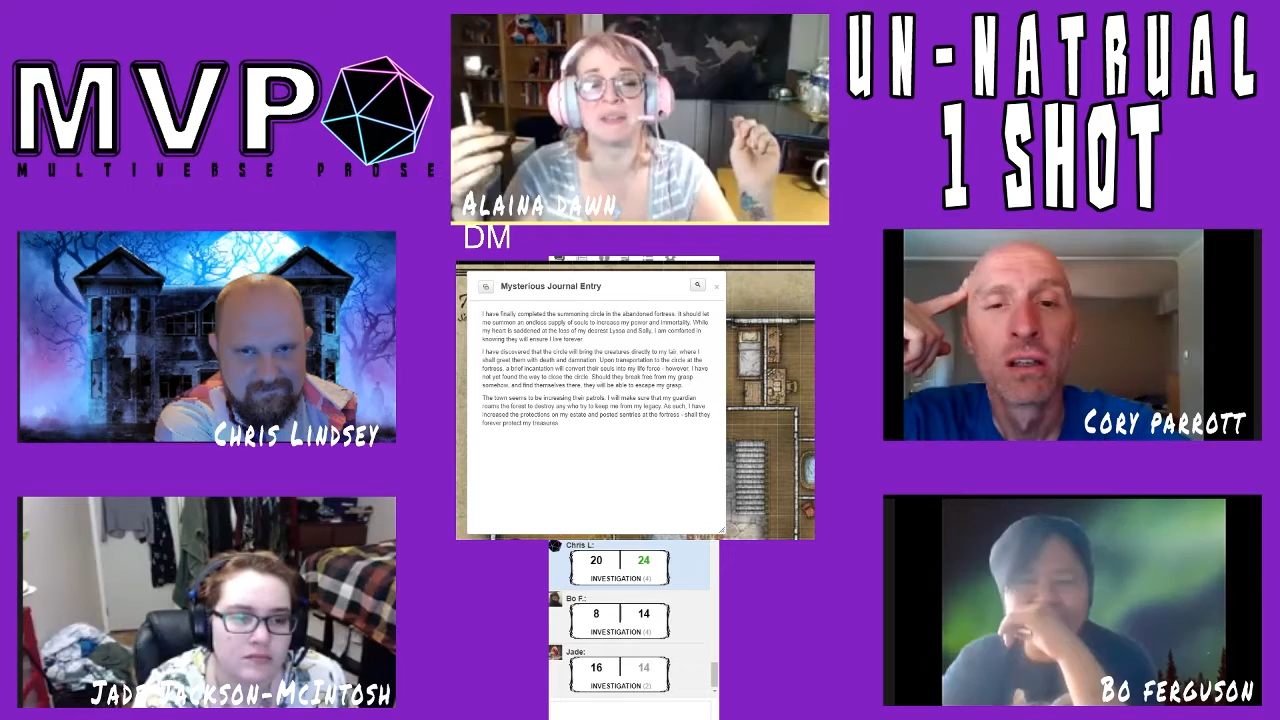 MVP
MULTIVERSE PROSE
UN-NATRUAL
1 SHOT
ALAINA DAWN
DM
CHRIS LINDSEY
CORY PARROTT
Mysterious Journal Entry
I have finally completed the summoning circle in the abandoned fortress. It should let
me summon an endless supply of souls to increase my power and immortality. While
my heart is saddened at the loss of my dearest Lyssa and Sally, I am comforted in
knowing they will ensure I live forever.
I have discovered that the circle will bring the creatures directly to my lair, where I
shall greet them with death and damnation. Upon transportation to the circle at the
fortress, a brief incantation will convert their souls into my life force - however, I have
not yet found the way to close the circle. Should they break free from my grasp
somehow, and find themselves there, they will be able to escape my grasp.
The town seems to be increasing their patrols. I will make sure that my guardian
roams the forest to destroy any who try to keep me from my legacy. As such, I have
increased the protections on my estate and posted sentries at the fortress - shall they
forever protect my treasures
Chris L:
20 24
INVESTIGATION (4)
Bo F.:
8 14
INVESTIGATION (4)
Jade:
16 14
INVESTIGATION (2)
JADE JACKSON-MCINTOSH
BO FERGUSON